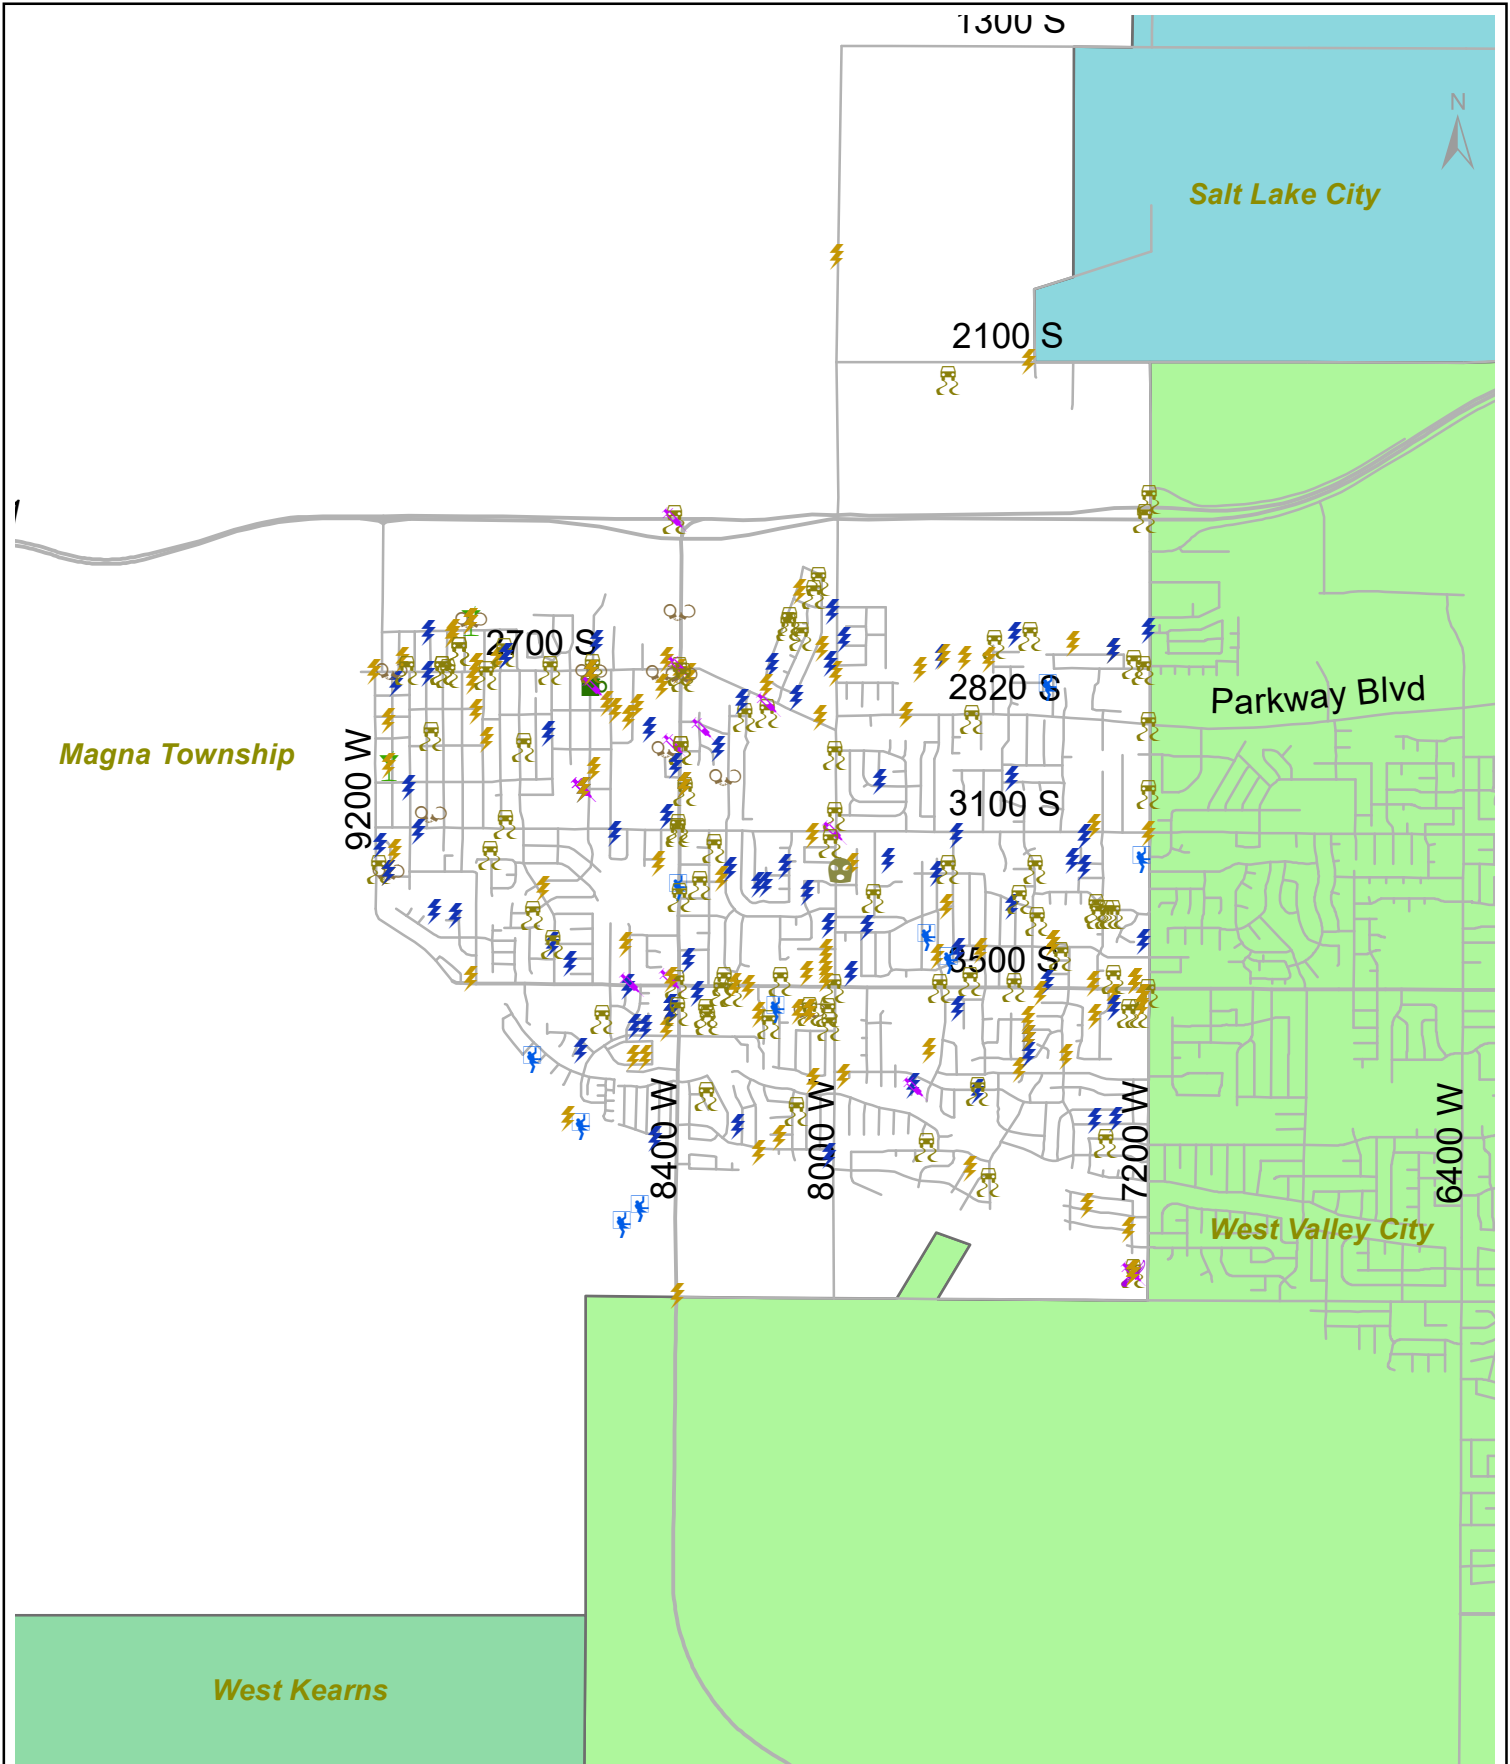 1300 S
N
Salt Lake City
2100 S
2700 S
2820 S
Parkway Blvd
Magna Township
9200 W
3100 S
3500 S
8400 W
8000 W
7200 W
6400 W
West Valley City
West Kearns